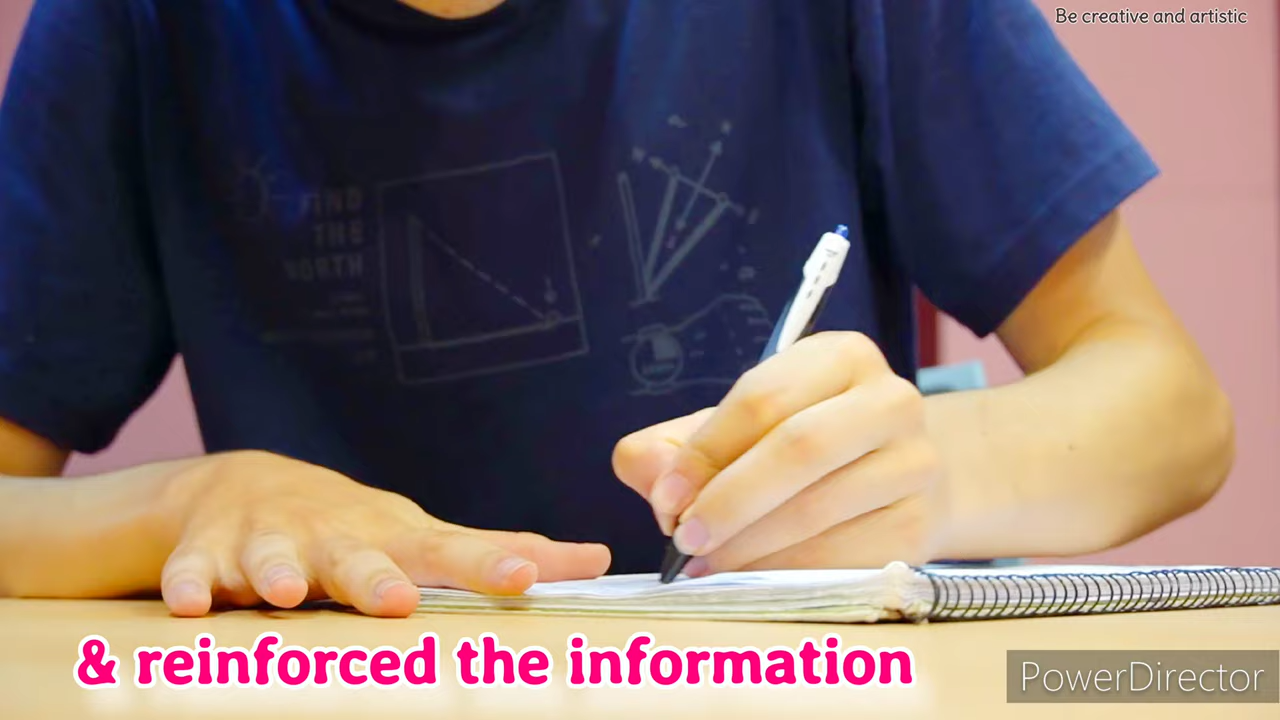 Be creative and artistic
FIND
THE
NORTH
& reinforced the information
PowerDirector